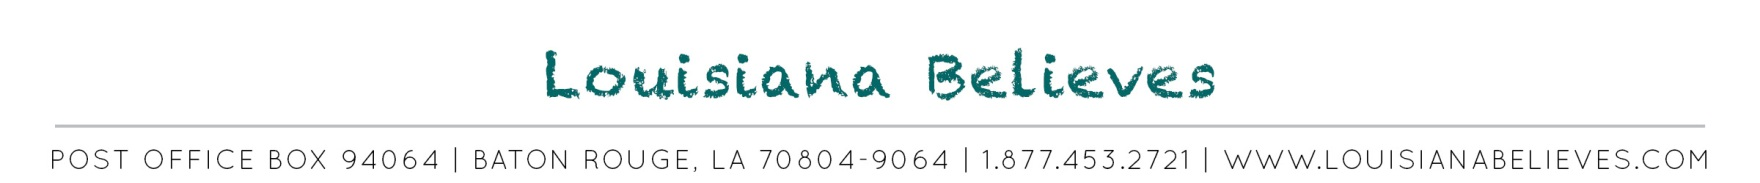 Louisiana Believes
POST OFFICE BOX 94064 | BATON ROUGE, LA 70804-9064 | 1.877.453.2721 | WWW.LOUISIANABELIEVES.COM